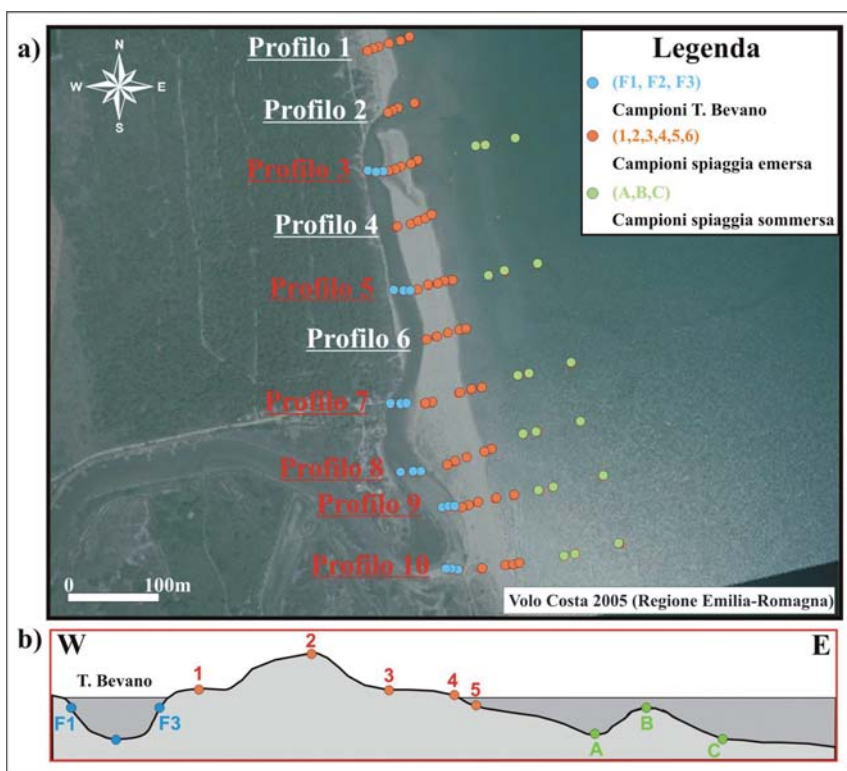 a)
N
W E
S
Profilo 1
Profilo 2
Profilo 3
Profilo 4
Profilo 5
Profilo 6
Profilo 7
Profilo 8
Profilo 9
Profilo 10
0 100m
Legenda
(F1, F2, F3)
Campioni T. Bevano
(1,2,3,4,5,6)
Campioni spiaggia emersa
(A,B,C)
Campioni spiaggia sommersa
Volo Costa 2005 (Regione Emilia-Romagna)
b)
W E
T. Bevano
F1 F3 1 2 3 4 5 A B C